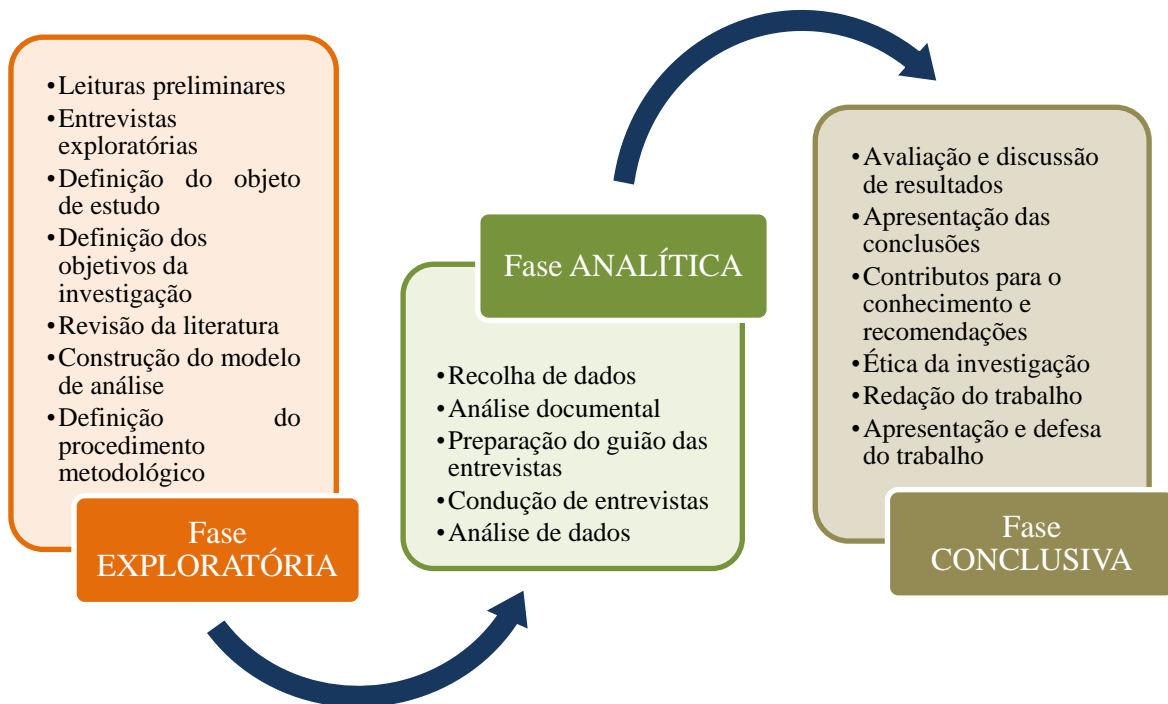 •Leituras preliminares
•Entrevistas
exploratórias
•Definição do objeto
de estudo
•Definição dos
objetivos da
investigação
•Revisão da literatura
•Construção do modelo
de análise
•Definição do
procedimento
metodológico
Fase
EXPLORATÓRIA
Fase ANALÍTICA
•Recolha de dados
•Análise documental
•Preparação do guião das
entrevistas
•Condução de entrevistas
•Análise de dados
•Avaliação e discussão
de resultados
•Apresentação das
conclusões
•Contributos para o
conhecimento e
recomendações
•Ética da investigação
•Redação do trabalho
•Apresentação e defesa
do trabalho
Fase
CONCLUSIVA